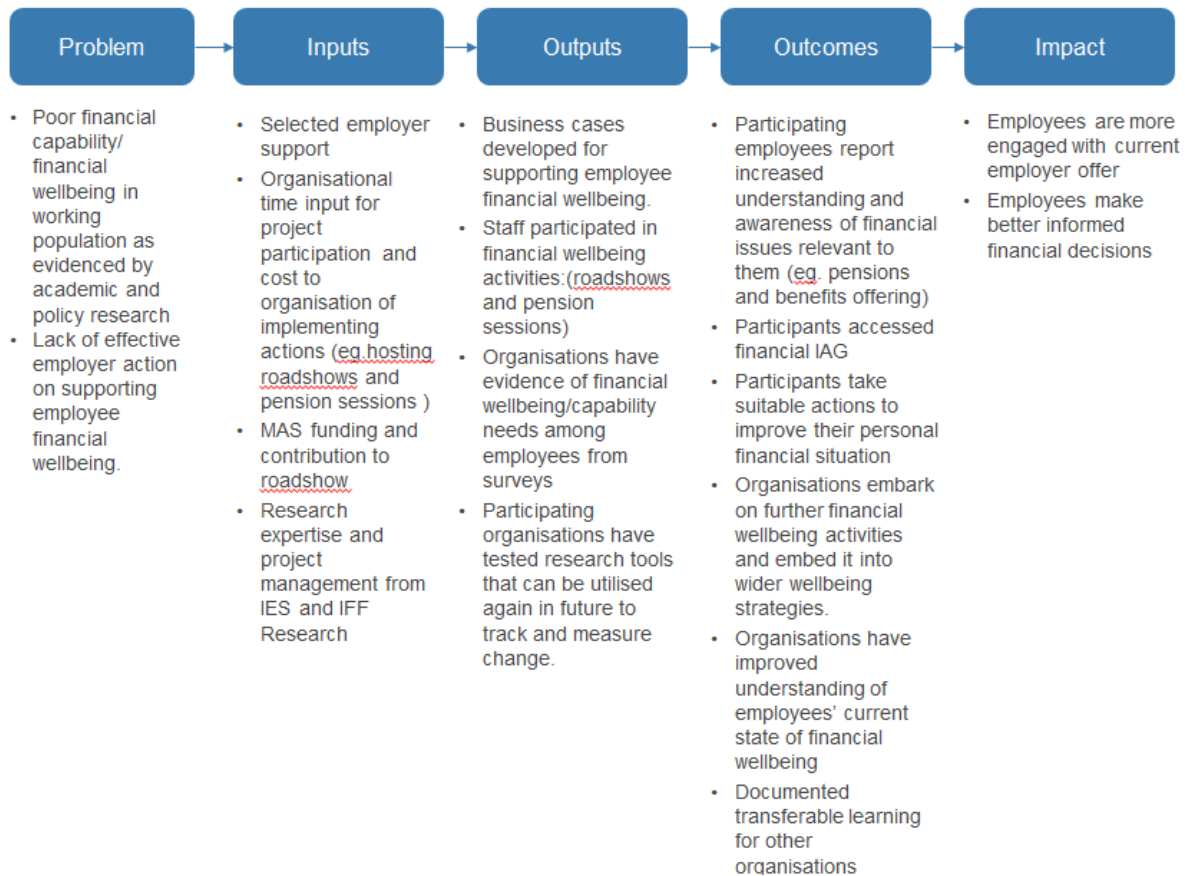 Problem
Inputs
Outputs
Outcomes
Impact
• Poor financial
capability/
financial
wellbeing in
working
population as
evidenced by
academic and
policy research
• Lack of effective
employer action
on supporting
employee
financial
wellbeing.
• Selected employer
support
• Organisational
time input for
project
participation and
cost to
organisation of
implementing
actions (eg.hosting
roadshows and
pension sessions )
• MAS funding and
contribution to
roadshow
• Research
expertise and
project
management from
IES and IFF
Research
• Business cases
developed for
supporting employee
financial wellbeing.
• Staff participated in
financial wellbeing
activities:(roadshows
and pension
sessions)
• Organisations have
evidence of financial
wellbeing/capability
needs among
employees from
surveys
• Participating
organisations have
tested research tools
that can be utilised
again in future to
track and measure
change.
• Participating
employees report
increased
understanding and
awareness of financial
issues relevant to
them (eg. pensions
and benefits offering)
• Participants accessed
financial IAG
• Participants take
suitable actions to
improve their personal
financial situation
• Organisations embark
on further financial
wellbeing activities
and embed it into
wider wellbeing
strategies.
• Organisations have
improved
understanding of
employees’ current
state of financial
wellbeing
• Documented
transferable learning
for other
organisations
• Employees are more
engaged with current
employer offer
• Employees make
better informed
financial decisions